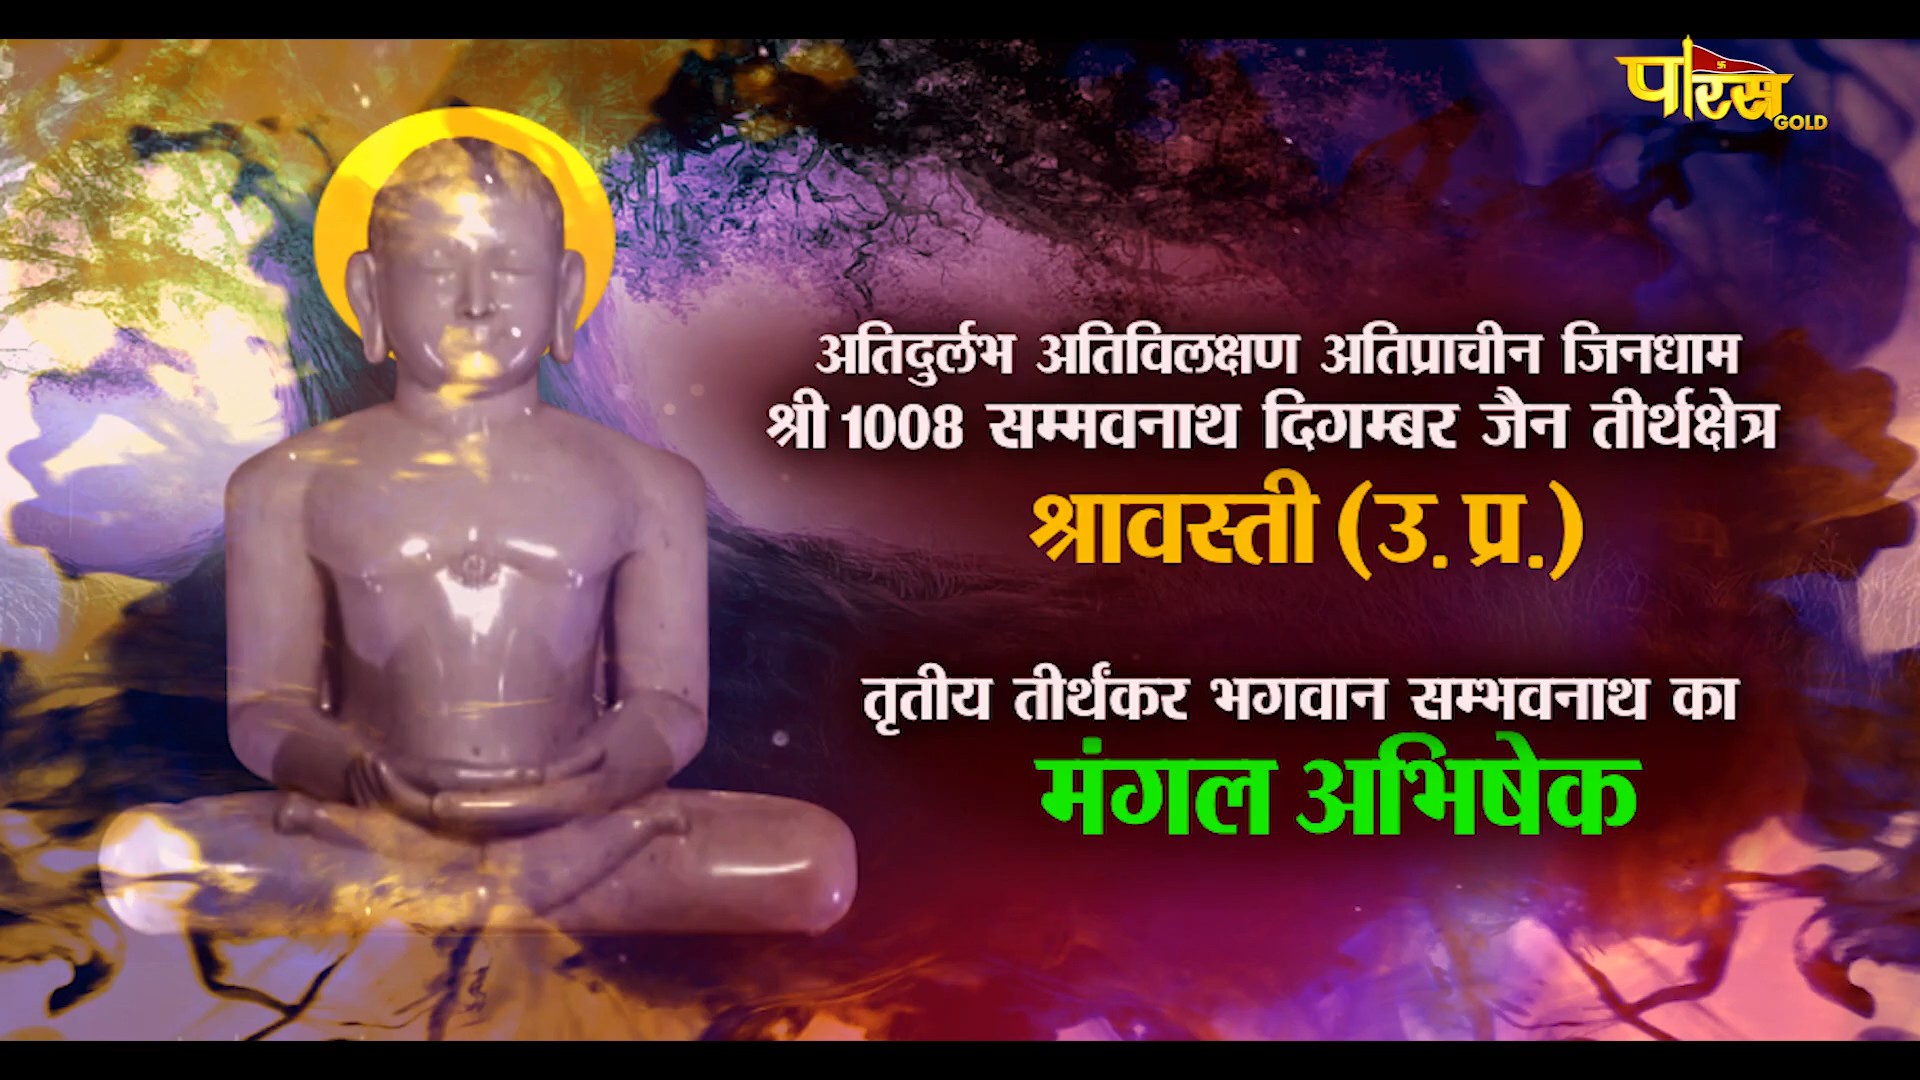 पारस
GOLD
अतिदुर्लभ अतिविलक्षण अतिप्राचीन जिनधाम
श्री 1008 सम्मवनाथ दिगम्बर जैन तीर्थक्षेत्र
श्रावस्ती (उ. प्र.)
तृतीय तीर्थंकर भगवान सम्भवनाथ का
मंगल अभिषेक